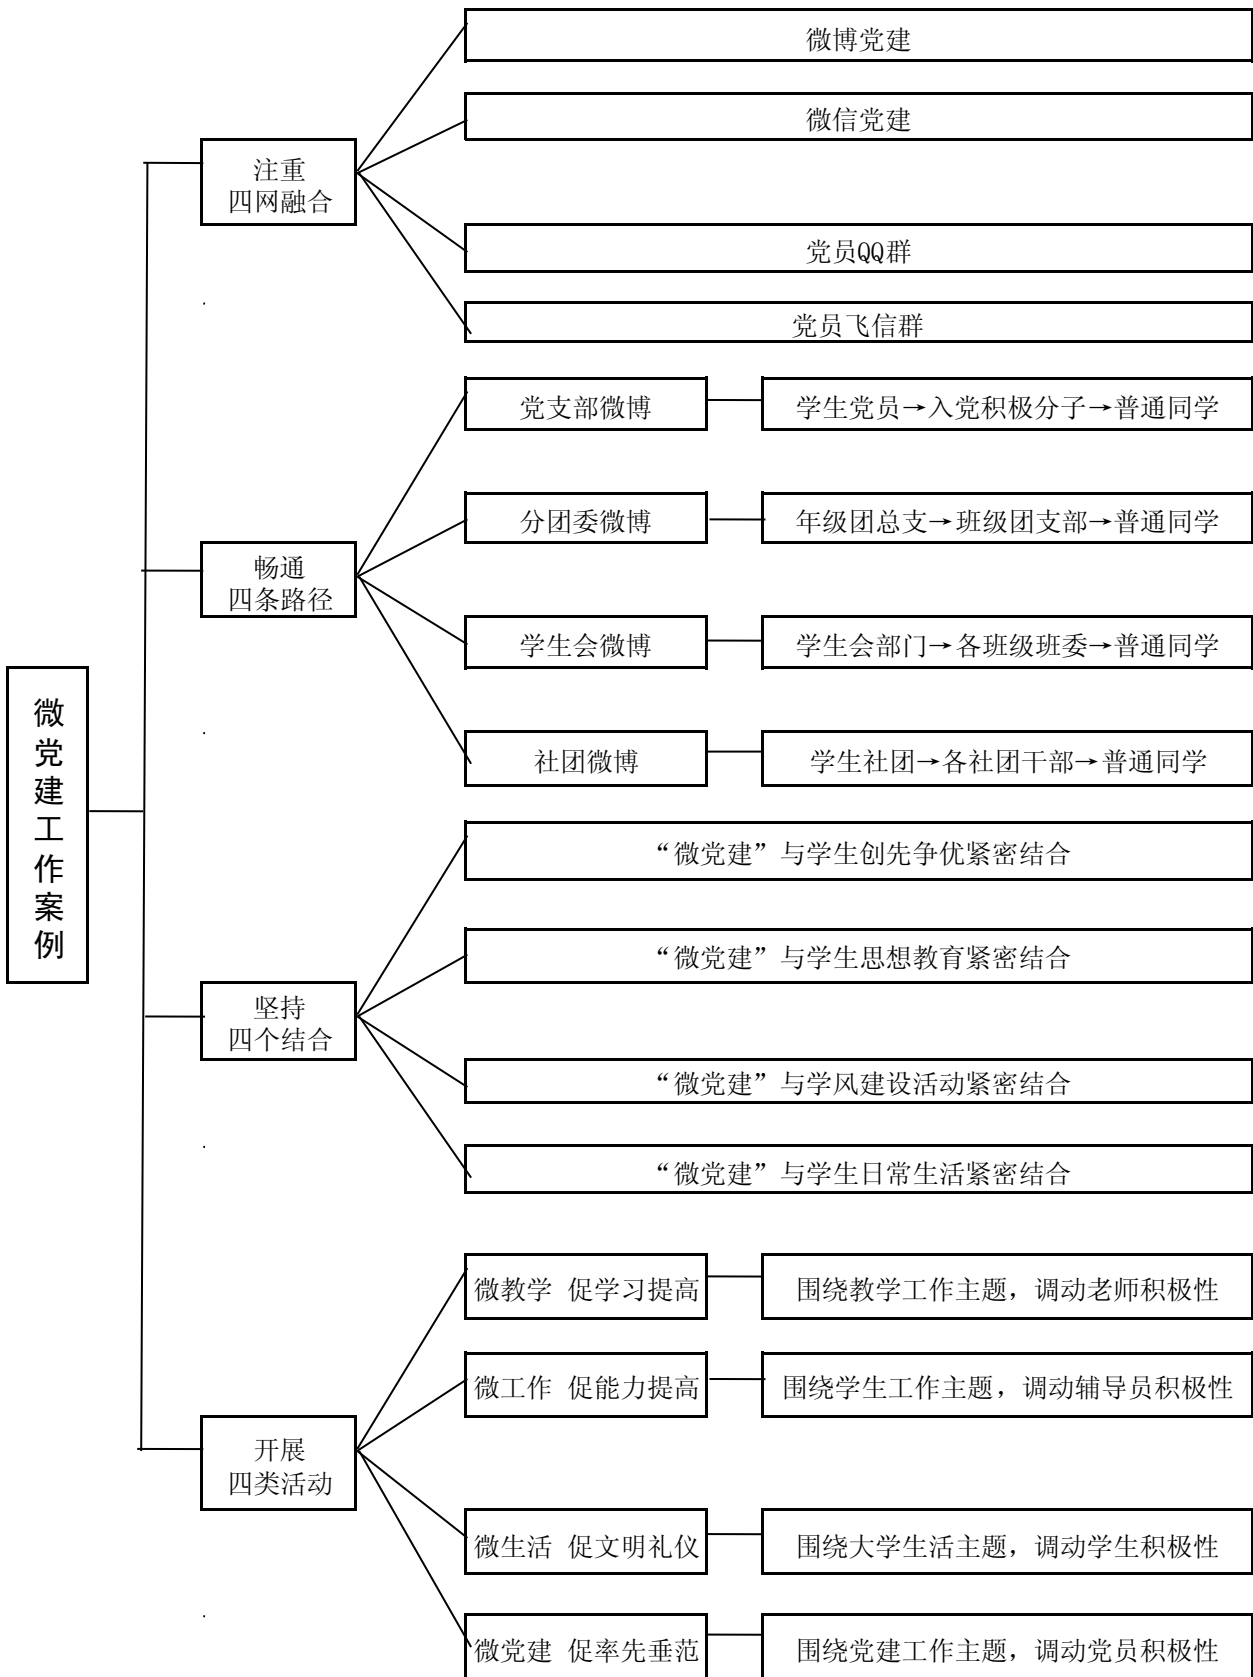 微党建工作案例
注重
四网融合
微博党建
微信党建
党员QQ群
党员飞信群
畅通
四条路径
党支部微博
学生党员→入党积极分子→普通同学
分团委微博
年级团总支→班级团支部→普通同学
学生会微博
学生会部门→各班级班委→普通同学
社团微博
学生社团→各社团干部→普通同学
坚持
四个结合
“微党建”与学生创先争优紧密结合
“微党建”与学生思想教育紧密结合
“微党建”与学风建设活动紧密结合
“微党建”与学生日常生活紧密结合
开展
四类活动
微教学 促学习提高
围绕教学工作主题，调动老师积极性
微工作 促能力提高
围绕学生工作主题，调动辅导员积极性
微生活 促文明礼仪
围绕大学生活主题，调动学生积极性
微党建 促率先垂范
围绕党建工作主题，调动党员积极性